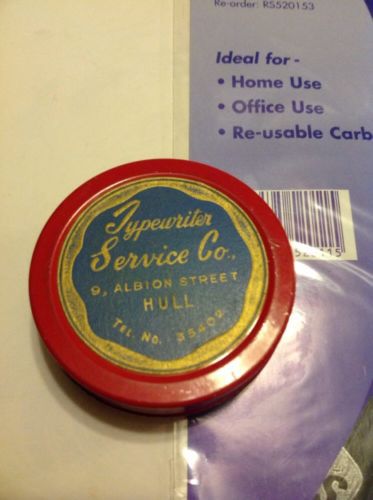 Re-order: RS520153
Ideal for -
• Home Use
• Office Use
• Re-usable Carb
Typewriter
Service Co.,
9, ALBION STREET
HULL
TEL. No. 35402